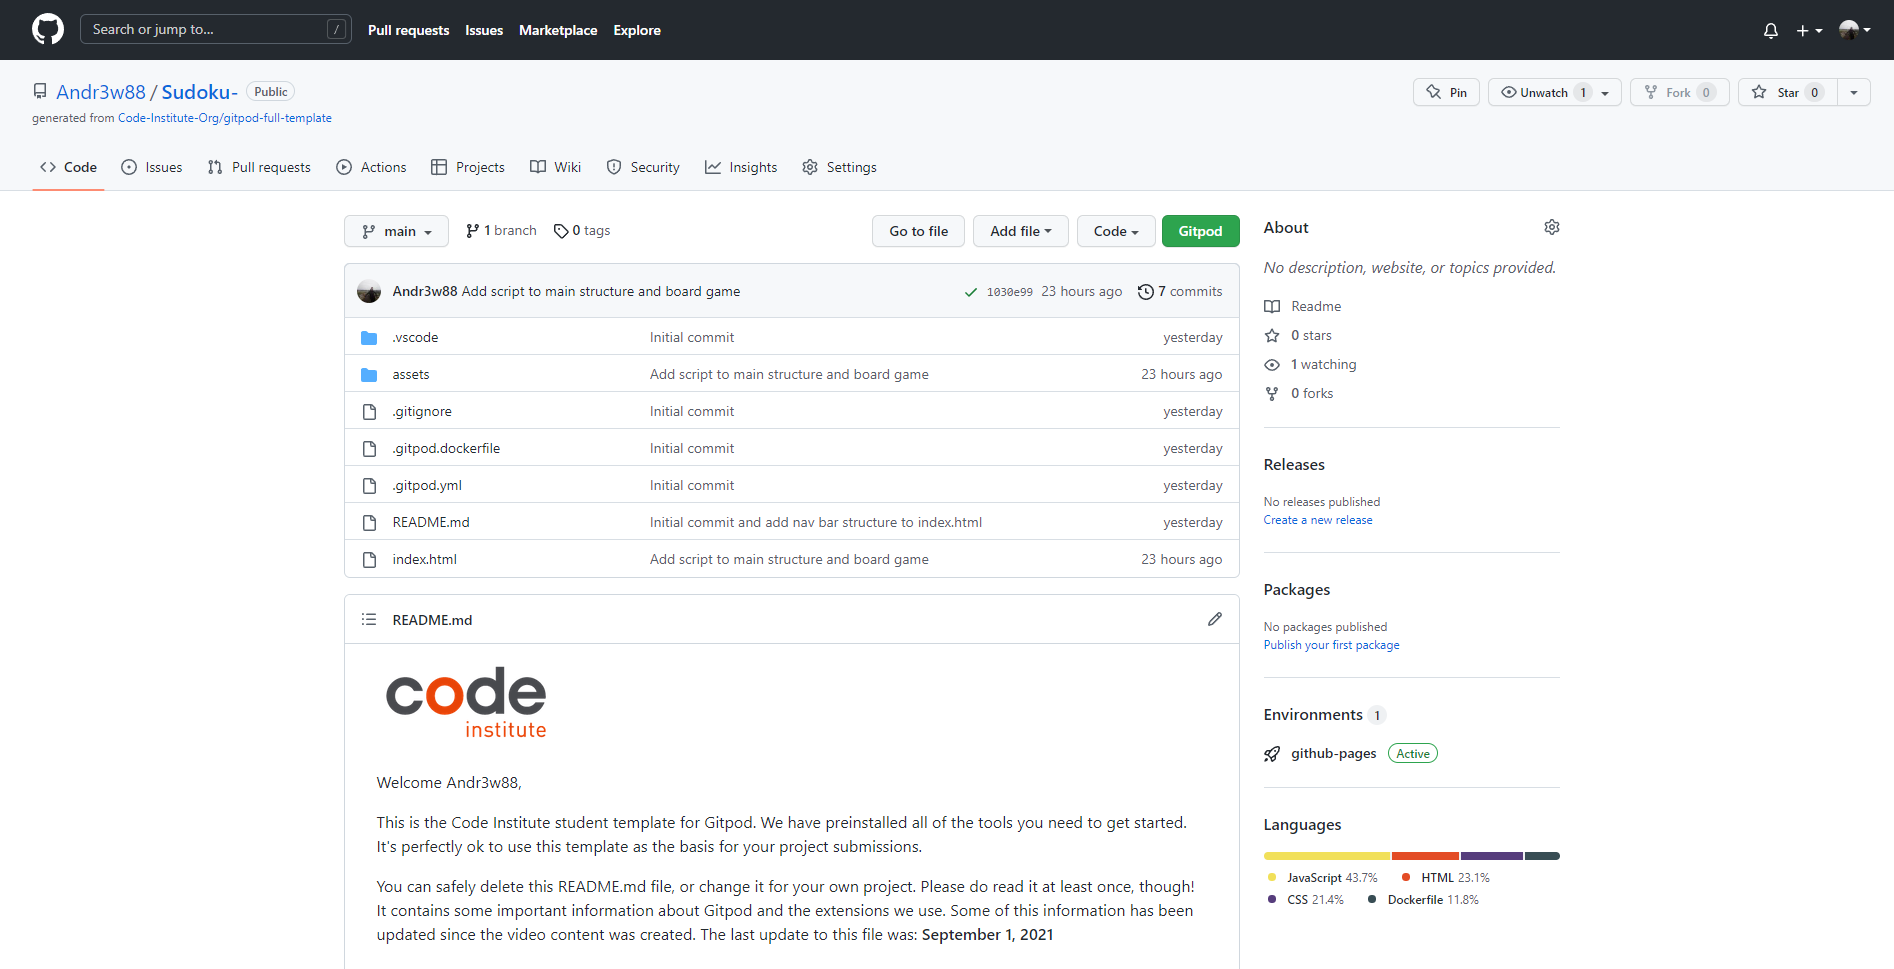 Search or jump to... /
Pull requests Issues Marketplace Explore
Andr3w88 / Sudoku- Public
Pin Unwatch 1 Fork 0 Star 0
generated from Code-Institute-Org/gitpod-full-template
Code Issues Pull requests Actions Projects Wiki Security Insights Settings
main 1 branch 0 tags Go to file Add file Code Gitpod
Andr3w88 Add script to main structure and board game 1030e99 23 hours ago 7 commits
.vscode Initial commit yesterday
assets Add script to main structure and board game 23 hours ago
.gitignore Initial commit yesterday
.gitpod.dockerfile Initial commit yesterday
.gitpod.yml Initial commit yesterday
README.md Initial commit and add nav bar structure to index.html yesterday
index.html Add script to main structure and board game 23 hours ago
README.md
code
institute
Welcome Andr3w88,
This is the Code Institute student template for Gitpod. We have preinstalled all of the tools you need to get started.
It's perfectly ok to use this template as the basis for your project submissions.
You can safely delete this README.md file, or change it for your own project. Please do read it at least once, though!
It contains some important information about Gitpod and the extensions we use. Some of this information has been
updated since the video content was created. The last update to this file was: September 1, 2021
About
No description, website, or topics provided.
Readme
0 stars
1 watching
0 forks
Releases
No releases published
Create a new release
Packages
No packages published
Publish your first package
Environments 1
github-pages Active
Languages
JavaScript 43.7% HTML 23.1%
CSS 21.4% Dockerfile 11.8%